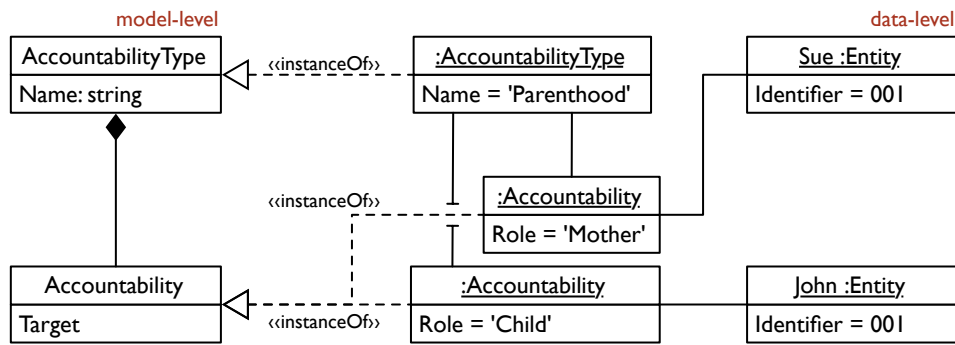 model-level
data-level
AccountabilityType
Name: string
‹‹instanceOf››
:AccountabilityType
Name = 'Parenthood'
Sue :Entity
Identifier = 001
‹‹instanceOf››
:Accountability
Role = 'Mother'
Accountability
Target
‹‹instanceOf››
:Accountability
Role = 'Child'
John :Entity
Identifier = 001